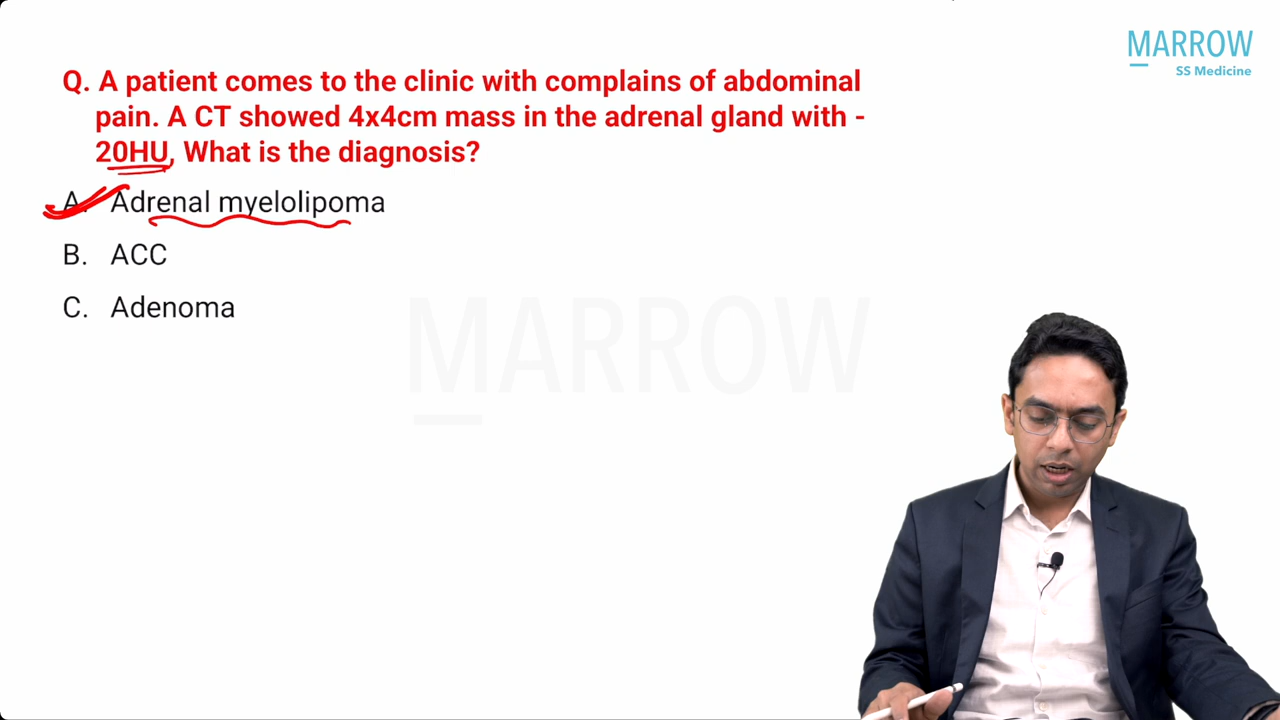 MARROW
SS Medicine
Q. A patient comes to the clinic with complains of abdominal
pain. A CT showed 4x4cm mass in the adrenal gland with -
20HU, What is the diagnosis?
A. Adrenal myelolipoma
B. ACC
C. Adenoma
MARROW